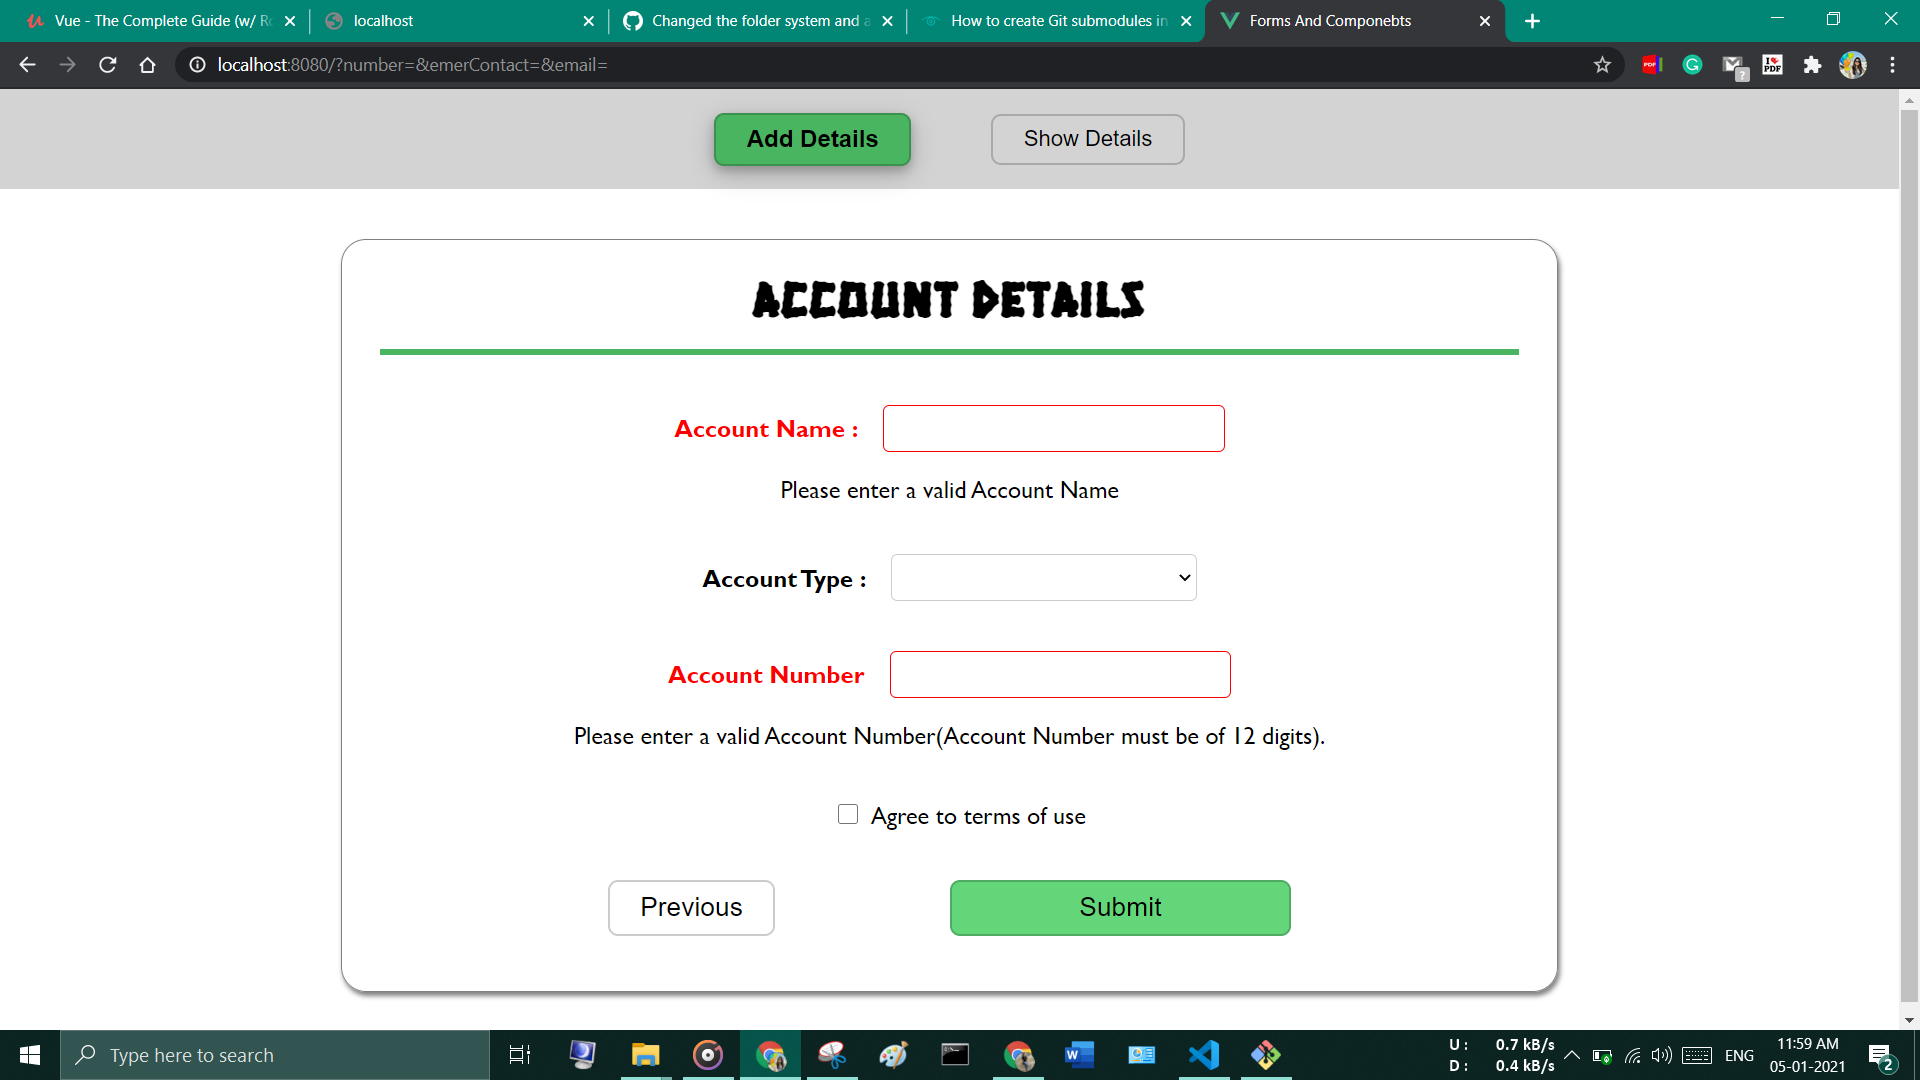 Vue - The Complete Guide (w/ Ro
localhost
Changed the folder system and a
How to create Git submodules in
Forms And Componebts
localhost:8080/?number=&emerContact=&email=
Add Details
Show Details
ACCOUNT DETAILS
Account Name :
Please enter a valid Account Name
Account Type :
Account Number
Please enter a valid Account Number(Account Number must be of 12 digits).
Agree to terms of use
Previous
Submit
Type here to search
U : 0.7 kB/s
D : 0.4 kB/s
ENG
11:59 AM
05-01-2021
2